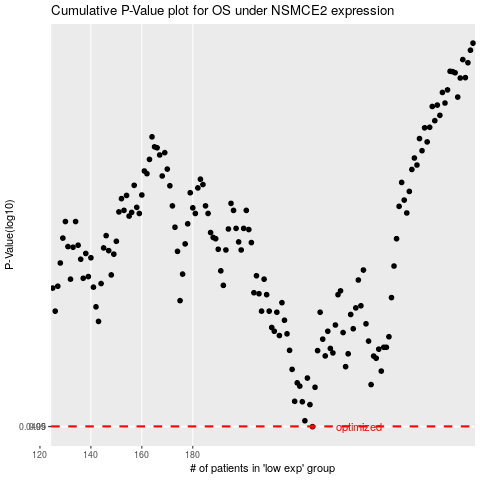 Cumulative P-Value plot for OS under NSMCE2 expression
P-Value(log10)
optimized
120
140
160
180
# of patients in 'low exp' group